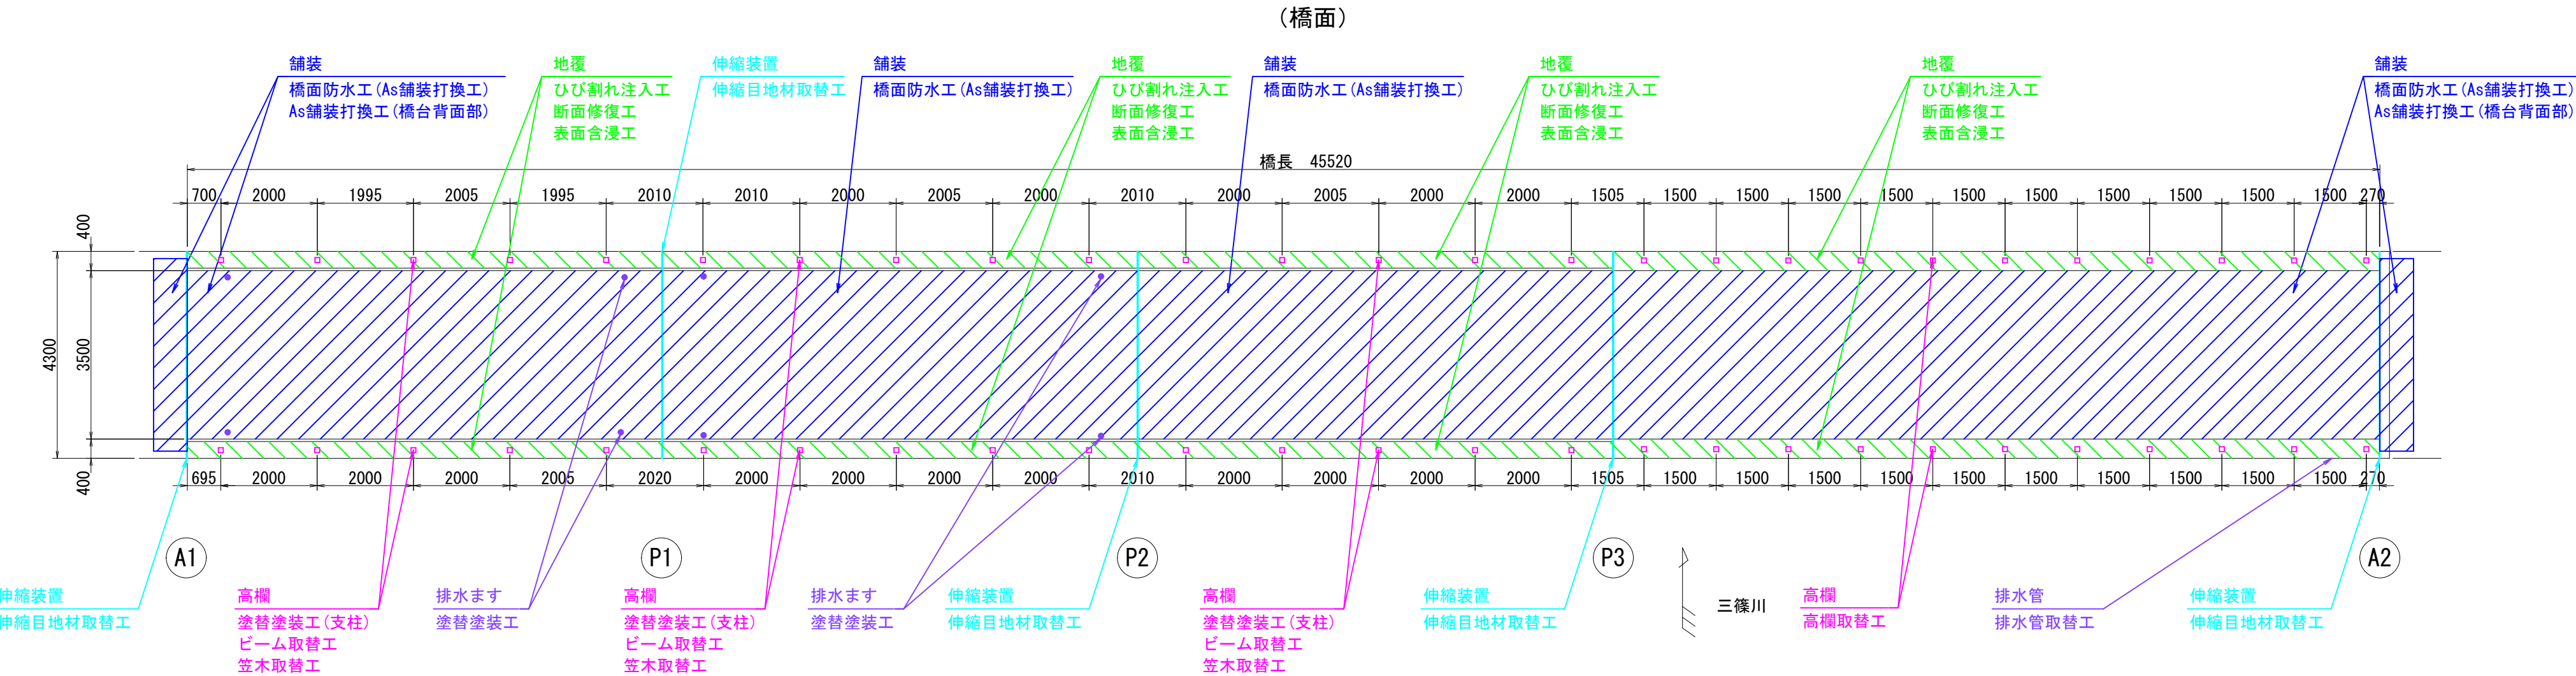 （橋面）
舗装
橋面防水工(As舗装打換工)
As舗装打換工(橋台背面部)
地覆
ひび割れ注入工
断面修復工
表面含浸工
伸縮装置
伸縮目地材取替工
舗装
橋面防水工(As舗装打換工)
地覆
ひび割れ注入工
断面修復工
表面含浸工
舗装
橋面防水工(As舗装打換工)
地覆
ひび割れ注入工
断面修復工
表面含浸工
地覆
ひび割れ注入工
断面修復工
表面含浸工
舗装
橋面防水工(As舗装打換工)
As舗装打換工(橋台背面部)
橋長 45520
700 2000 1995 2005 1995 2010 2010 2000 2005 2000 2010 2000 2005 2000 2000 1505 1500 1500 1500 1500 1500 1500 1500 1500 1500 1500 270
400
4300
3500
400
695 2000 2000 2000 2005 2020 2000 2000 2000 2000 2010 2000 2000 2000 2000 1505 1500 1500 1500 1500 1500 1500 1500 1500 1500 1500 270
A1
P1
P2
P3
A2
伸縮装置
伸縮目地材取替工
高欄
塗替塗装工(支柱)
ビーム取替工
笠木取替工
排水ます
塗替塗装工
高欄
塗替塗装工(支柱)
ビーム取替工
笠木取替工
排水ます
塗替塗装工
伸縮装置
伸縮目地材取替工
高欄
塗替塗装工(支柱)
ビーム取替工
笠木取替工
伸縮装置
伸縮目地材取替工
三篠川
高欄
高欄取替工
排水管
排水管取替工
伸縮装置
伸縮目地材取替工